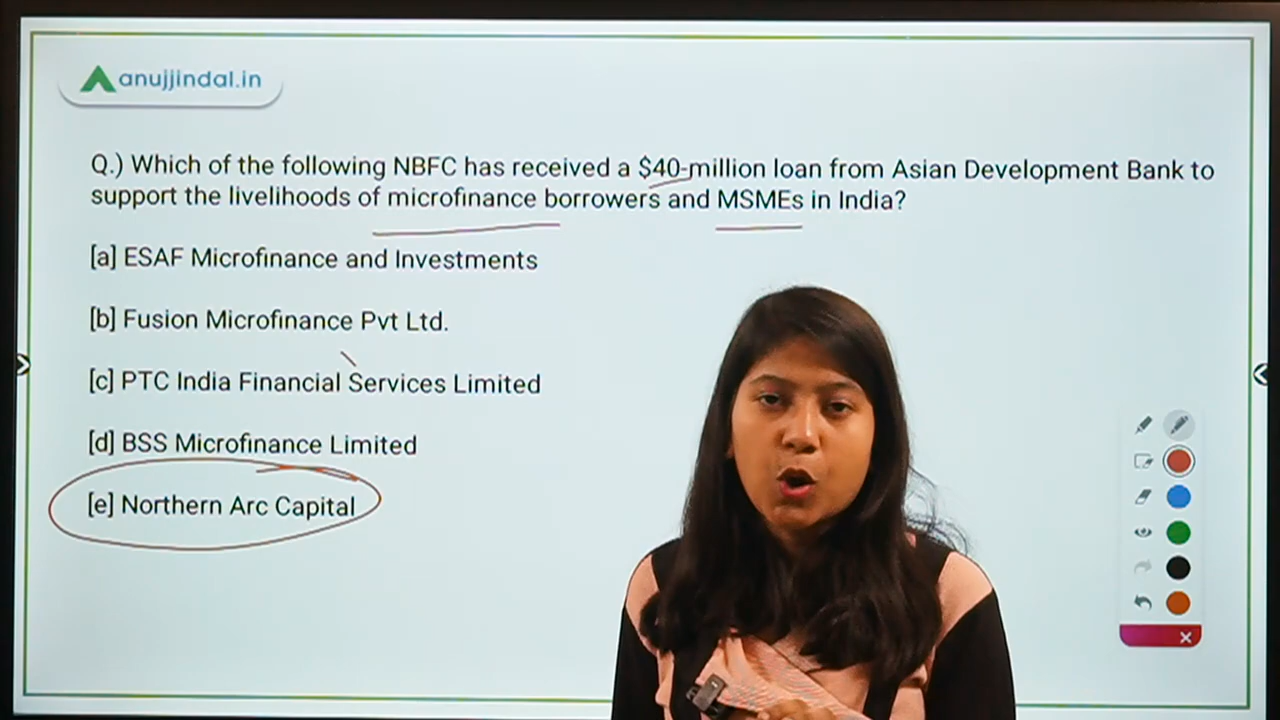 anujjindal.in
Q.) Which of the following NBFC has received a $40-million loan from Asian Development Bank to
support the livelihoods of microfinance borrowers and MSMEs in India?
[a] ESAF Microfinance and Investments
[b] Fusion Microfinance Pvt Ltd.
[c] PTC India Financial Services Limited
[d] BSS Microfinance Limited
[e] Northern Arc Capital